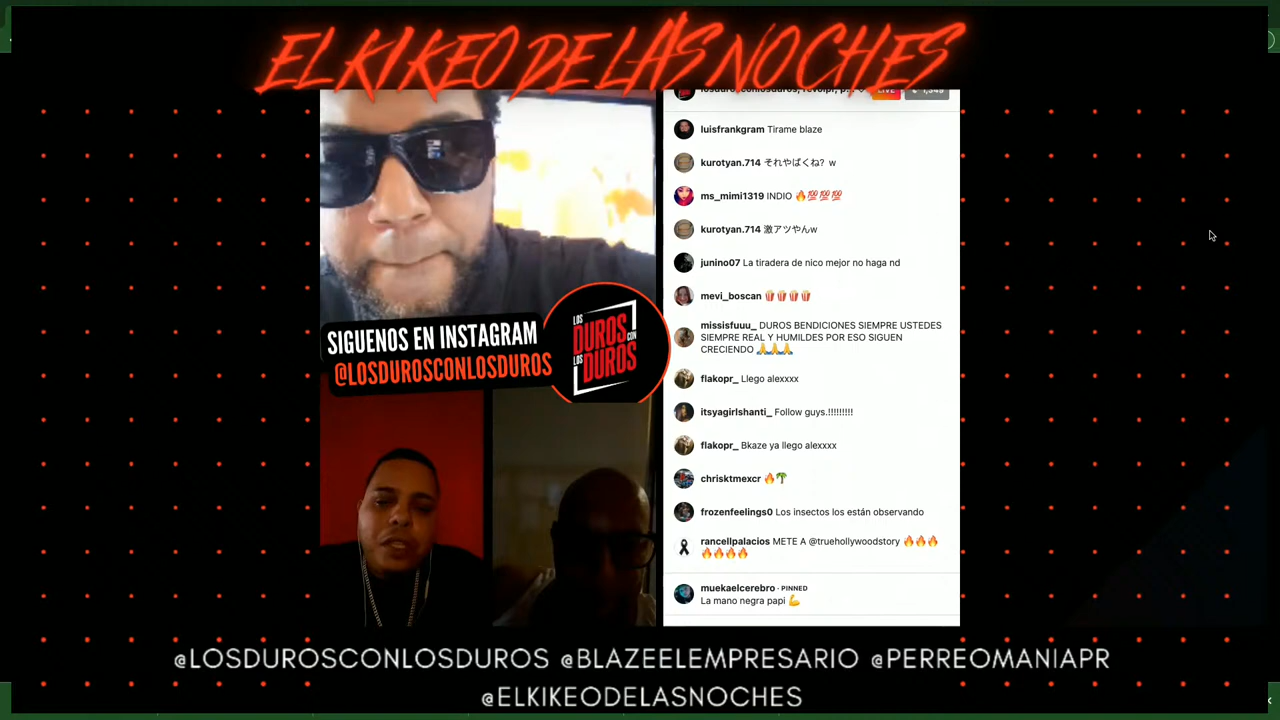 EL KIKEO DE LAS NOCHES
LIVE
1,349
luisfrankgram Tirame blaze
kurotyan.714 それやばくね？ w
ms_mimi1319 INDIO 🔥💯💯💯
kurotyan.714 激アツやんw
junino07 La tiradera de nico mejor no haga nd
mevi_boscan 🍿🍿🍿🍿
missisfuuu_ DUROS BENDICIONES SIEMPRE USTEDES
SIEMPRE REAL Y HUMILDES POR ESO SIGUEN
CRECIENDO 🙏🙏🙏
flakopr_ Llego alexxxx
itsyagirlshanti_ Follow guys.!!!!!!!!!
flakopr_ Bkaze ya llego alexxxx
chrisktmexcr 🔥🌴
frozenfeelings0 Los insectos los están observando
rancellpalacios METE A @truehollywoodstory 🔥🔥🔥
🔥🔥🔥🔥
muekaelcerebro · PINNED
La mano negra papi 💪
SIGUENOS EN INSTAGRAM
@LOSDUROSCONLOSDUROS
LOS
DUROS
CON
LOS
DUROS
@LOSDUROSCONLOSDUROS @BLAZEELEMPRESARIO @PERREOMANIAPR
@ELKIKEODELASNOCHES